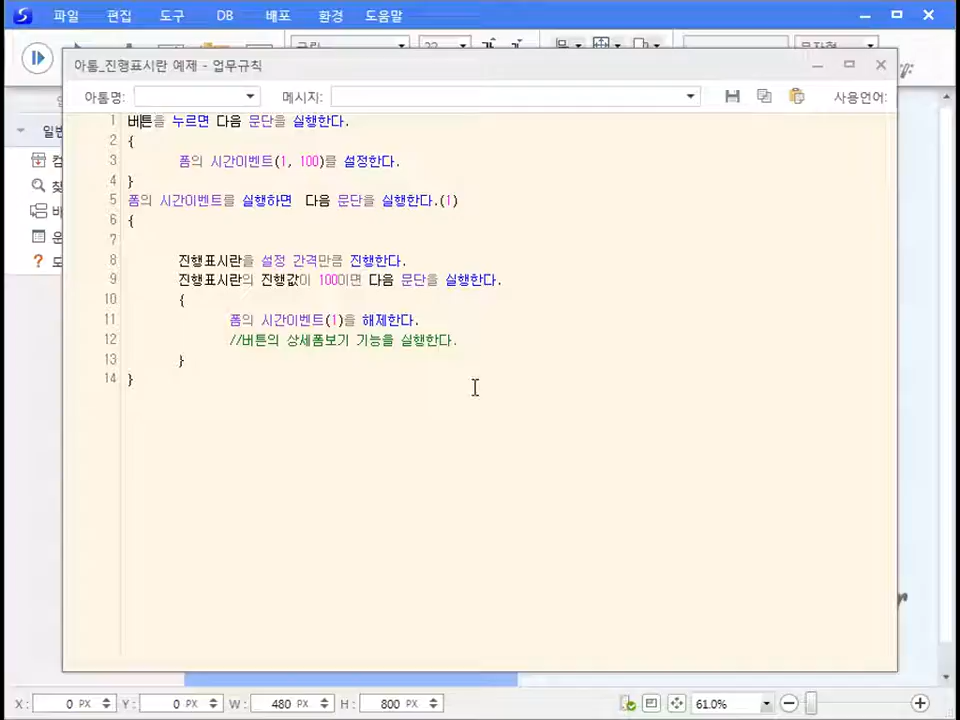 파일 편집 도구 DB 배포 환경 도움말
아톰_진행표시란 예제 - 업무규칙
아톰명: 메시지: 사용언어:
1 버튼을 누르면 다음 문단을 실행한다.
2 {
3 폼의 시간이벤트(1, 100)를 설정한다.
4 }
5 폼의 시간이벤트를 실행하면 다음 문단을 실행한다.(1)
6 {
7
8 진행표시란을 설정 간격만큼 진행한다.
9 진행표시란의 진행값이 100이면 다음 문단을 실행한다.
10 {
11 폼의 시간이벤트(1)을 해제한다.
12 //버튼의 상세폼보기 기능을 실행한다.
13 }
14 }
X: 0 PX Y: 0 PX W: 480 PX H: 800 PX 61.0%